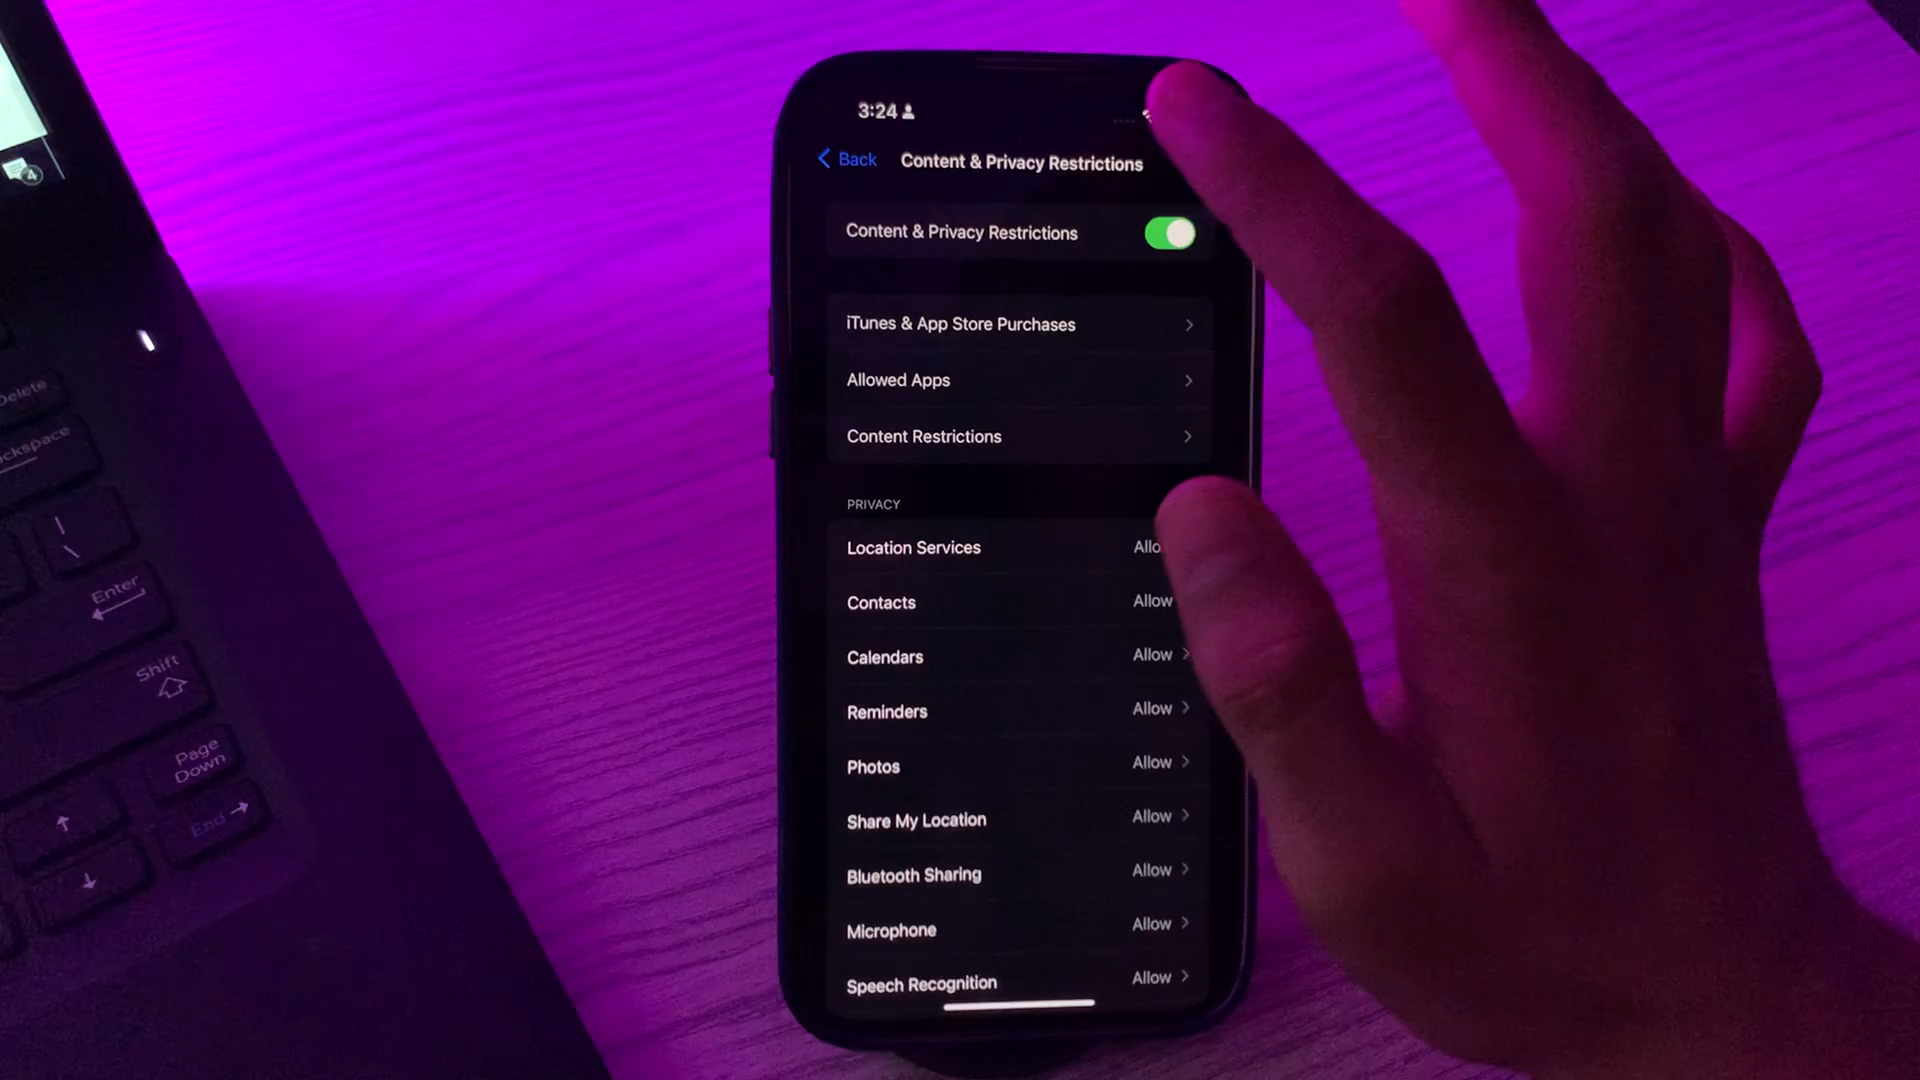 3:24
Back
Content & Privacy Restrictions
Content & Privacy Restrictions
iTunes & App Store Purchases
Allowed Apps
Content Restrictions
PRIVACY
Location Services Allo
Contacts Allow
Calendars Allow
Reminders Allow
Photos Allow
Share My Location Allow
Bluetooth Sharing Allow
Microphone Allow
Speech Recognition Allow
4
Delete
ckspace
\
Enter
Shift
Page
Down
End